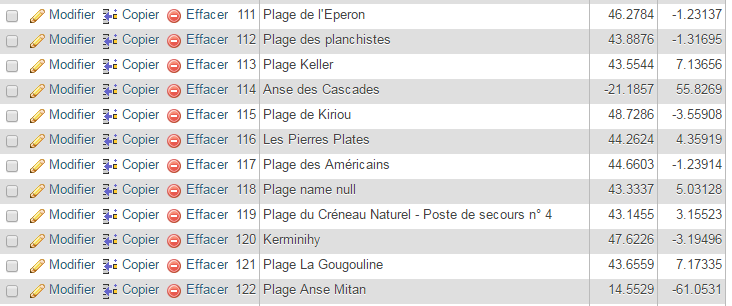 Modifier Copier Effacer 111 Plage de l'Eperon 46.2784 -1.23137
Modifier Copier Effacer 112 Plage des planchistes 43.8876 -1.31695
Modifier Copier Effacer 113 Plage Keller 43.5544 7.13656
Modifier Copier Effacer 114 Anse des Cascades -21.1857 55.8269
Modifier Copier Effacer 115 Plage de Kiriou 48.7286 -3.55908
Modifier Copier Effacer 116 Les Pierres Plates 44.2624 4.35919
Modifier Copier Effacer 117 Plage des Américains 44.6603 -1.23914
Modifier Copier Effacer 118 Plage name null 43.3337 5.03128
Modifier Copier Effacer 119 Plage du Créneau Naturel - Poste de secours n° 4 43.1455 3.15523
Modifier Copier Effacer 120 Kerminihy 47.6226 -3.19496
Modifier Copier Effacer 121 Plage La Gougouline 43.6559 7.17335
Modifier Copier Effacer 122 Plage Anse Mitan 14.5529 -61.0531